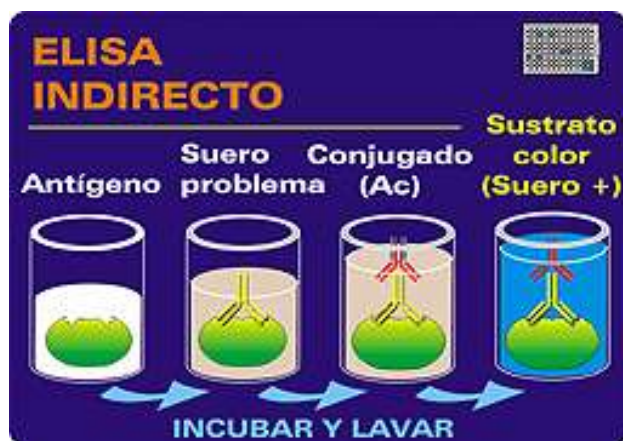 ELISA
INDIRECTO
Antígeno
Suero
problema
Conjugado
(Ac)
Sustrato
color
(Suero +)
INCUBAR Y LAVAR